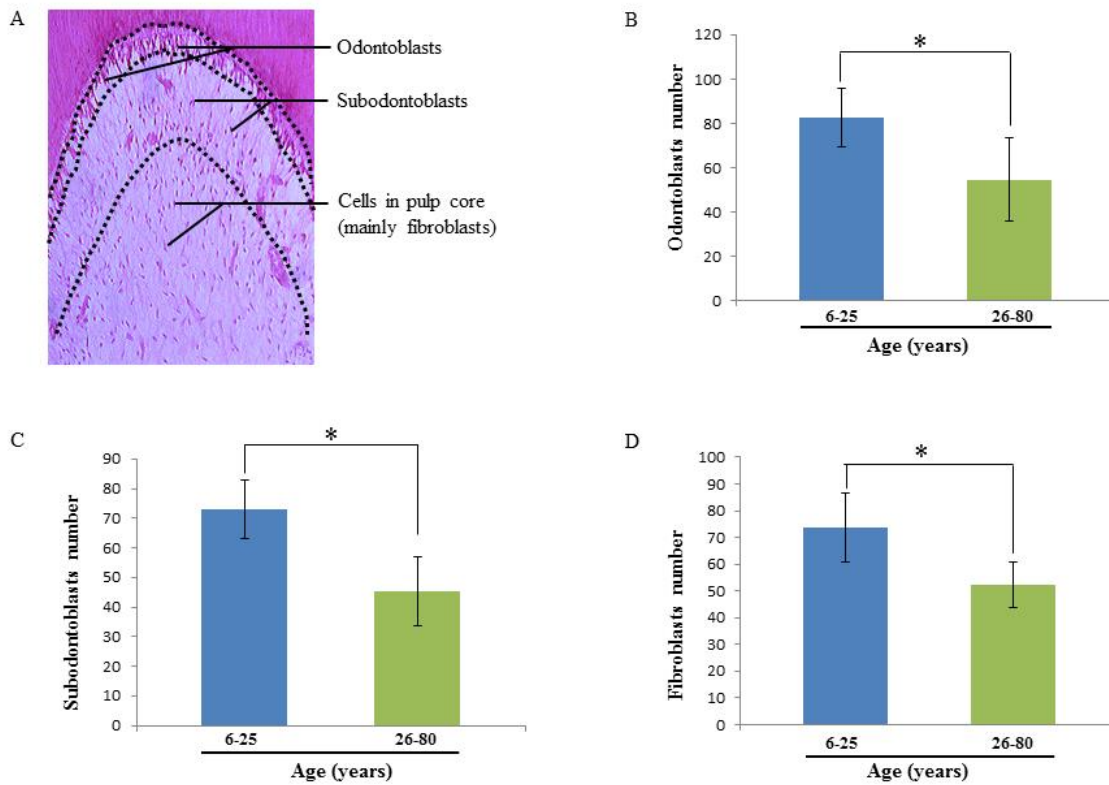 A
Odontoblasts
Subodontoblasts
Cells in pulp core
(mainly fibroblasts)
B
*
120
100
80
60
40
20
0
Odontoblasts number
6-25
26-80
Age (years)
C
*
90
80
70
60
50
40
30
20
10
0
Subodontoblasts number
6-25
26-80
Age (years)
D
*
100
90
80
70
60
50
40
30
20
10
0
Fibroblasts number
6-25
26-80
Age (years)